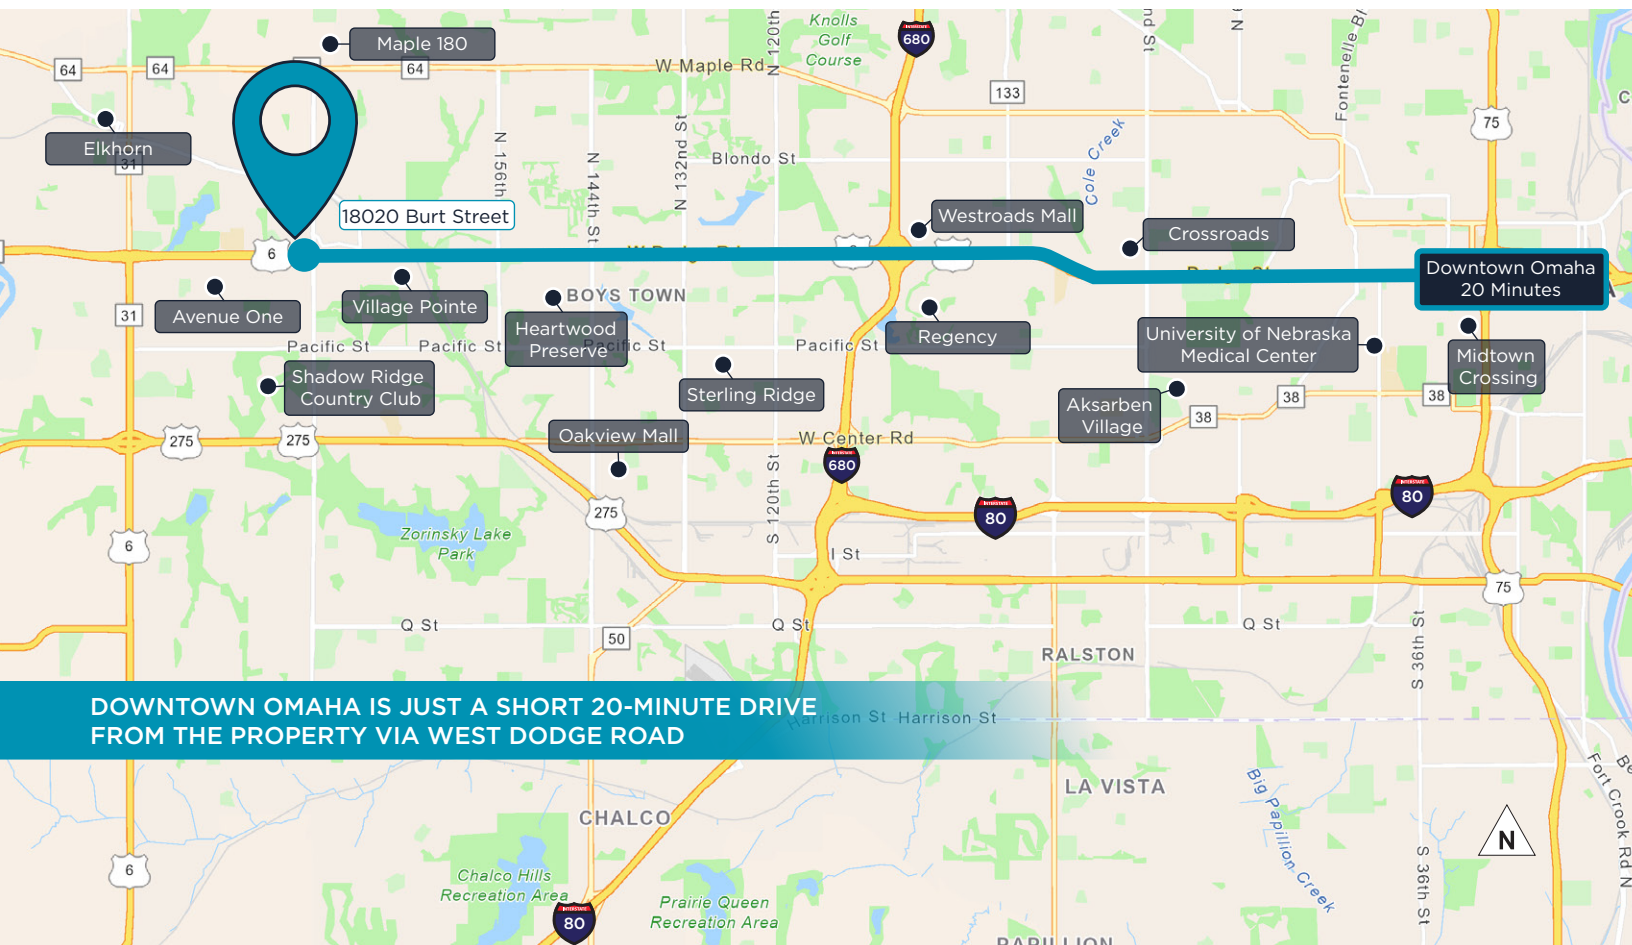 Knolls
Golf
Course
N 120th
INTERSTATE
680
Maple 180
64
64
64
W Maple Rd
133
Fontenelle Bl
75
Elkhorn
31
N 156th
N 144th St
N 132nd St
Blondo St
Cole Creek
18020 Burt Street
Westroads Mall
Crossroads
6
Downtown Omaha
20 Minutes
Avenue One
Village Pointe
BOYS TOWN
Heartwood
Preserve
31
Pacific St
Pacific St
Pacific St
Pacific St
Regency
University of Nebraska
Medical Center
Midtown
Crossing
Shadow Ridge
Country Club
Sterling Ridge
Aksarben
Village
38
38
38
275
275
Oakview Mall
W Center Rd
INTERSTATE
680
S 120th St
275
INTERSTATE
80
INTERSTATE
80
Zorinsky Lake
Park
6
I St
75
Q St
50
Q St
Q St
S 36th St
RALSTON
DOWNTOWN OMAHA IS JUST A SHORT 20-MINUTE DRIVE
FROM THE PROPERTY VIA WEST DODGE ROAD
Harrison St
Harrison St
LA VISTA
CHALCO
Big Papillion Creek
Fort Crook Rd N
N
S 36th St
6
Chalco Hills
Recreation Area
Prairie Queen
Recreation Area
INTERSTATE
80
PAPILLION